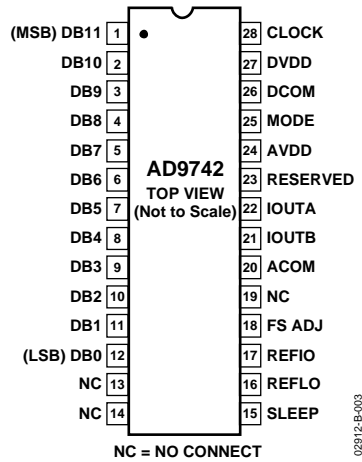 (MSB) DB11 1 28 CLOCK
DB10 2 27 DVDD
DB9 3 26 DCOM
DB8 4 25 MODE
DB7 5 24 AVDD
DB6 6 23 RESERVED
DB5 7 22 IOUTA
DB4 8 21 IOUTB
DB3 9 20 ACOM
DB2 10 19 NC
DB1 11 18 FS ADJ
(LSB) DB0 12 17 REFIO
NC 13 16 REFLO
NC 14 15 SLEEP
AD9742
TOP VIEW
(Not to Scale)
NC = NO CONNECT
02912-B-003